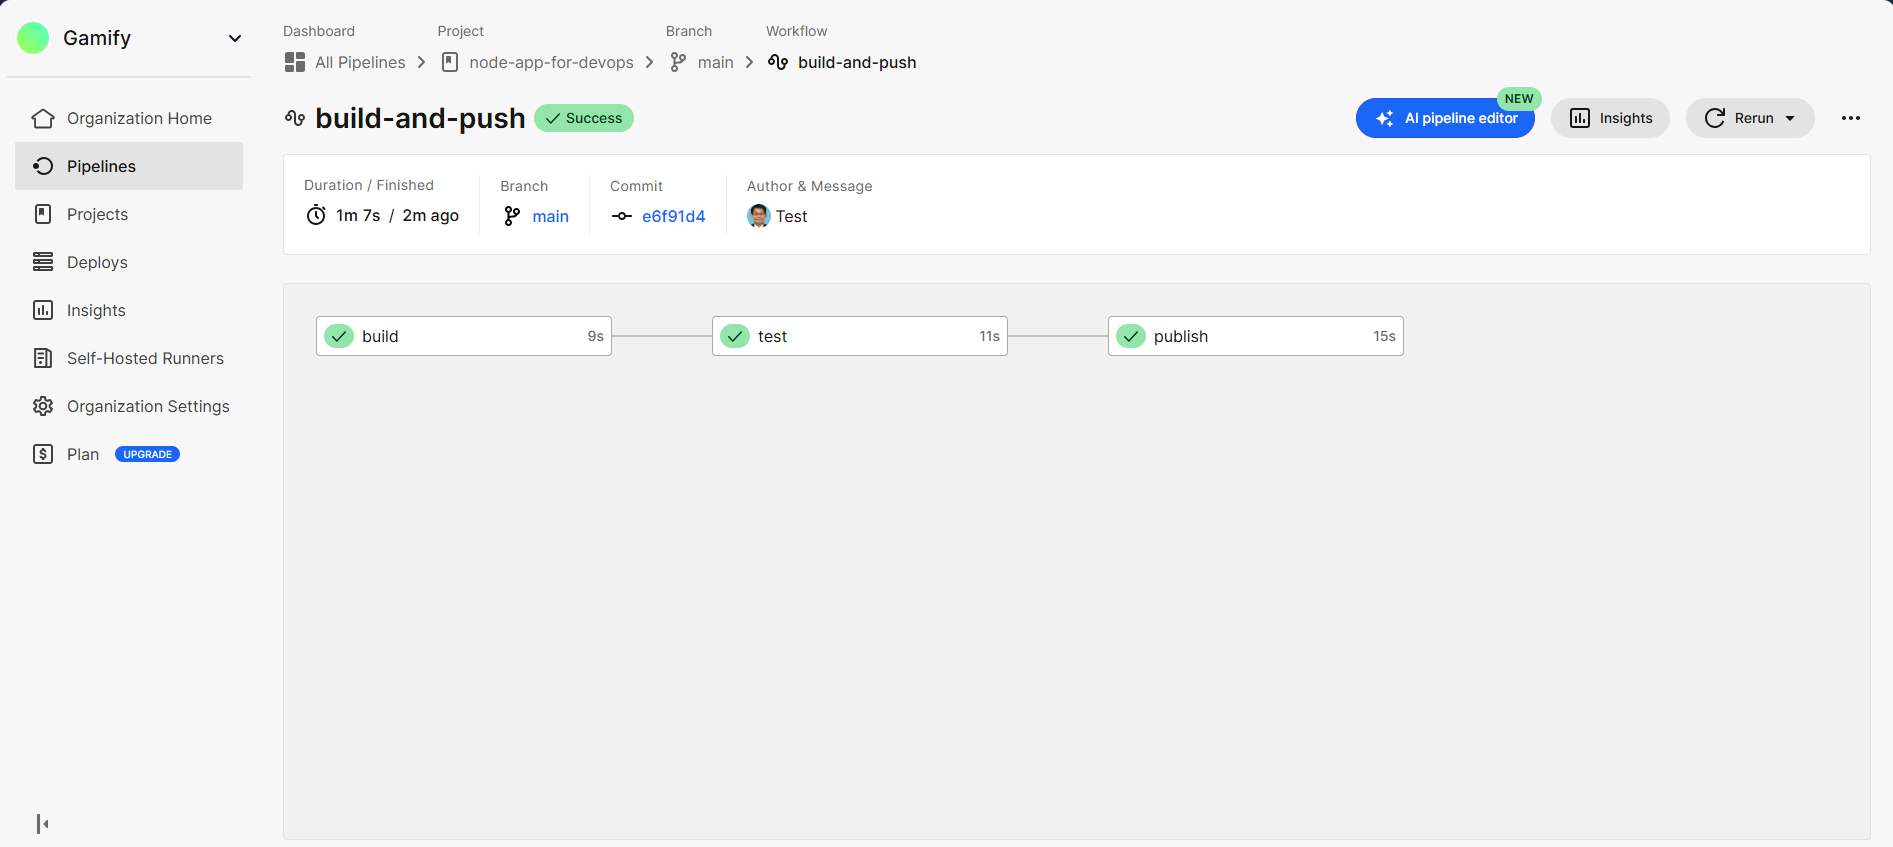 Gamify
Organization Home
Pipelines
Projects
Deploys
Insights
Self-Hosted Runners
Organization Settings
Plan UPGRADE
Dashboard Project Branch Workflow
All Pipelines node-app-for-devops main build-and-push
build-and-push Success
NEW
AI pipeline editor Insights Rerun
Duration / Finished Branch Commit Author & Message
1m 7s / 2m ago main e6f91d4 Test
build 9s test 11s publish 15s